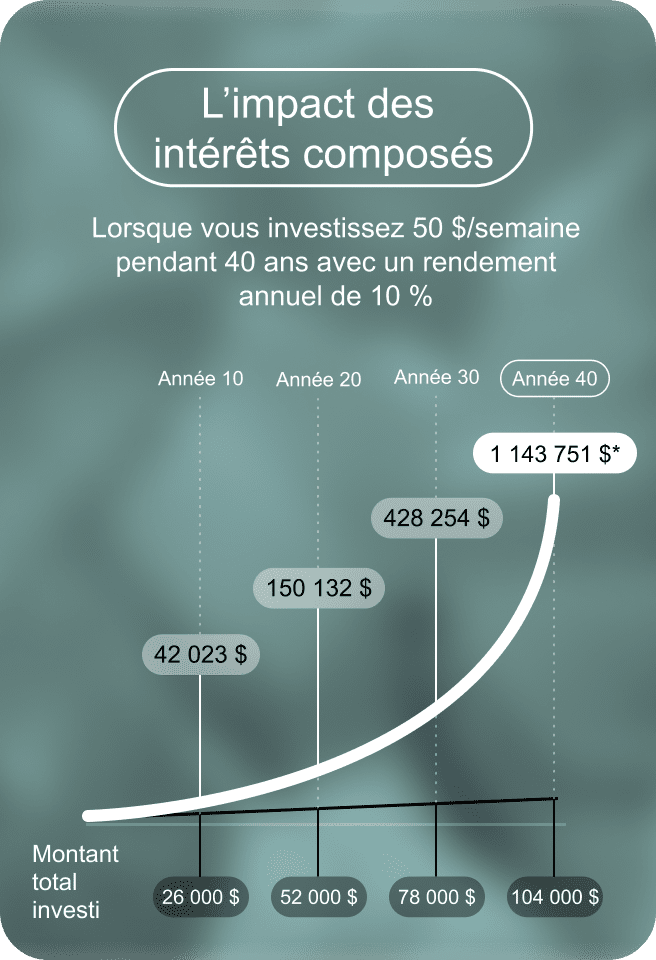 L’impact des
intérêts composés
Lorsque vous investissez 50 $/semaine
pendant 40 ans avec un rendement
annuel de 10 %
Année 10
Année 20
Année 30
Année 40
1 143 751 $*
428 254 $
150 132 $
42 023 $
Montant
total
investi
26 000 $
52 000 $
78 000 $
104 000 $